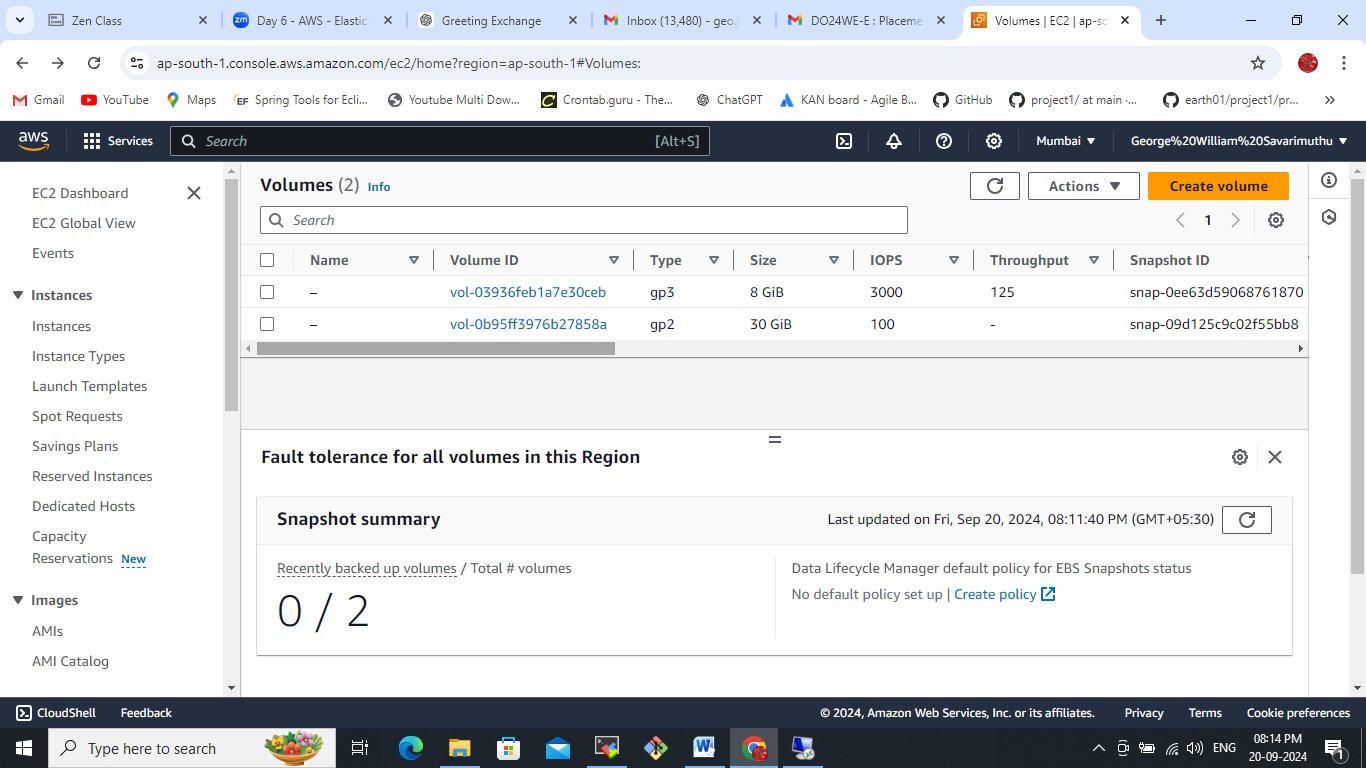 Zen Class
Day 6 - AWS - Elastic
Greeting Exchange
Inbox (13,480) - geo.j
DO24WE-E : Placeme
Volumes | EC2 | ap-so
ap-south-1.console.aws.amazon.com/ec2/home?region=ap-south-1#Volumes:
Gmail
YouTube
Maps
Spring Tools for Ecli...
Youtube Multi Dow...
Crontab.guru - The...
ChatGPT
KAN board - Agile B...
GitHub
project1/ at main ·...
earth01/project1/pr...
aws
Services
Search
[Alt+S]
Mumbai
George%20William%20Savarimuthu
EC2 Dashboard
EC2 Global View
Events
Instances
Instances
Instance Types
Launch Templates
Spot Requests
Savings Plans
Reserved Instances
Dedicated Hosts
Capacity
Reservations New
Images
AMIs
AMI Catalog
Volumes (2) Info
Actions
Create volume
Search
1
Name Volume ID Type Size IOPS Throughput Snapshot ID
– vol-03936feb1a7e30ceb gp3 8 GiB 3000 125 snap-0ee63d59068761870
– vol-0b95ff3976b27858a gp2 30 GiB 100 - snap-09d125c9c02f55bb8
Fault tolerance for all volumes in this Region
Snapshot summary
Last updated on Fri, Sep 20, 2024, 08:11:40 PM (GMT+05:30)
Recently backed up volumes / Total # volumes
0 / 2
Data Lifecycle Manager default policy for EBS Snapshots status
No default policy set up | Create policy
CloudShell
Feedback
© 2024, Amazon Web Services, Inc. or its affiliates.
Privacy
Terms
Cookie preferences
Type here to search
ENG
08:14 PM
20-09-2024
1